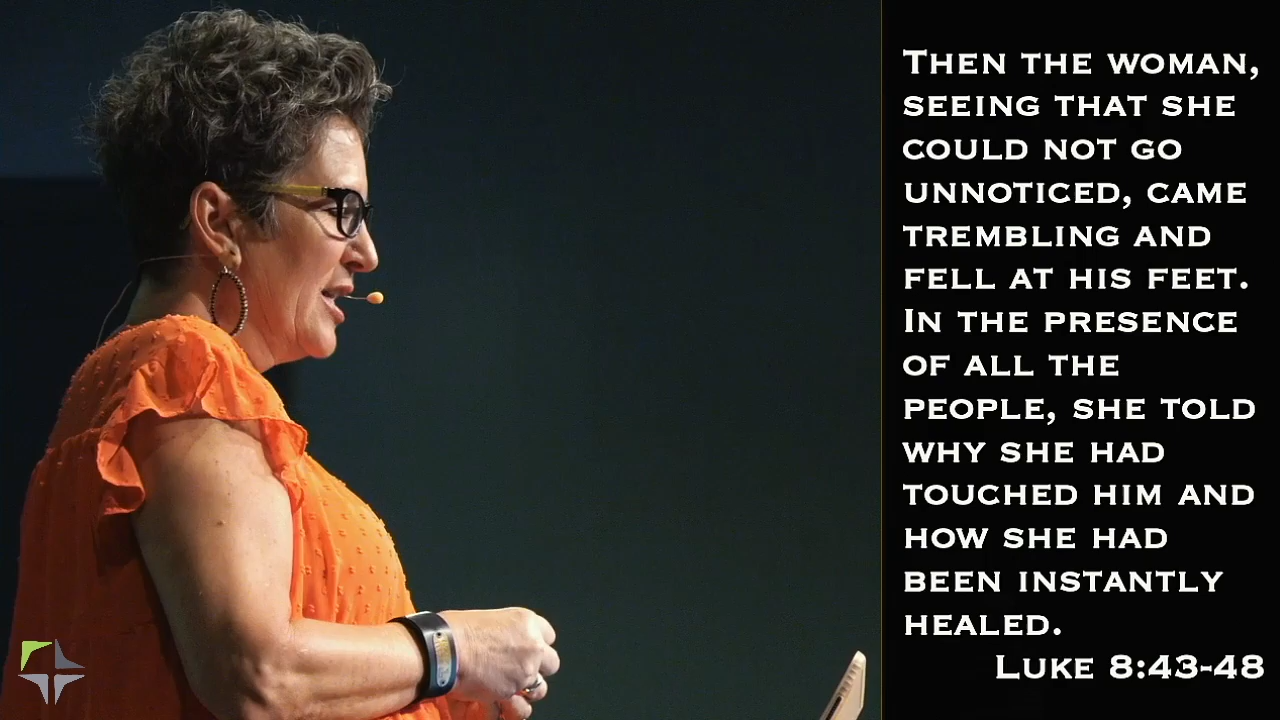 Then the woman,
seeing that she
could not go
unnoticed, came
trembling and
fell at his feet.
In the presence
of all the
people, she told
why she had
touched him and
how she had
been instantly
healed.
Luke 8:43-48